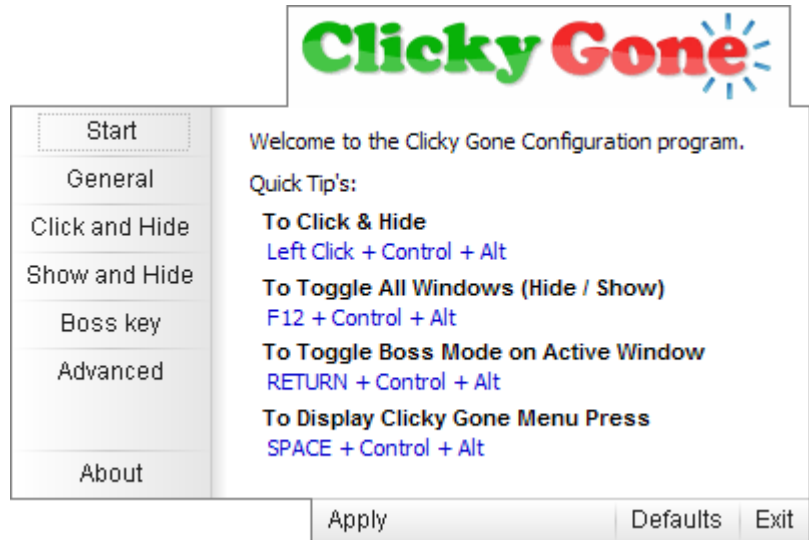 Clicky Gone
Start
General
Click and Hide
Show and Hide
Boss key
Advanced
About
Welcome to the Clicky Gone Configuration program.
Quick Tip's:
To Click & Hide
Left Click + Control + Alt
To Toggle All Windows (Hide / Show)
F12 + Control + Alt
To Toggle Boss Mode on Active Window
RETURN + Control + Alt
To Display Clicky Gone Menu Press
SPACE + Control + Alt
Apply
Defaults
Exit